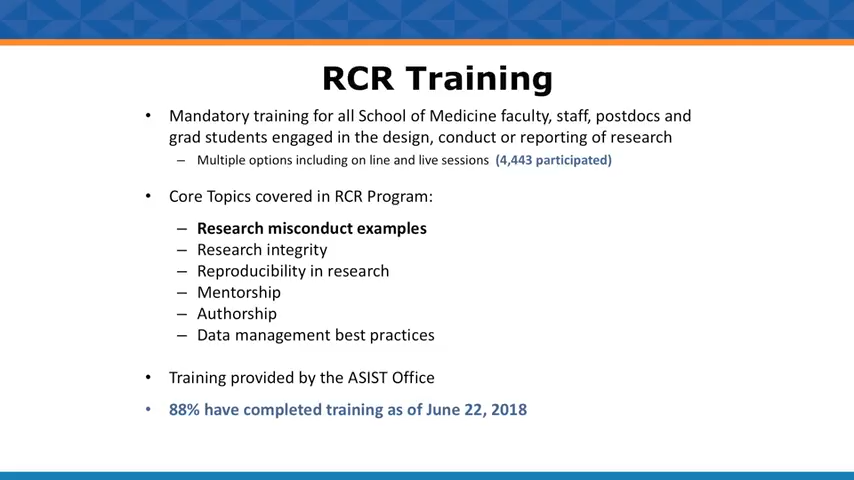 RCR Training
• Mandatory training for all School of Medicine faculty, staff, postdocs and
grad students engaged in the design, conduct or reporting of research
– Multiple options including on line and live sessions (4,443 participated)
• Core Topics covered in RCR Program:
– Research misconduct examples
– Research integrity
– Reproducibility in research
– Mentorship
– Authorship
– Data management best practices
• Training provided by the ASIST Office
• 88% have completed training as of June 22, 2018